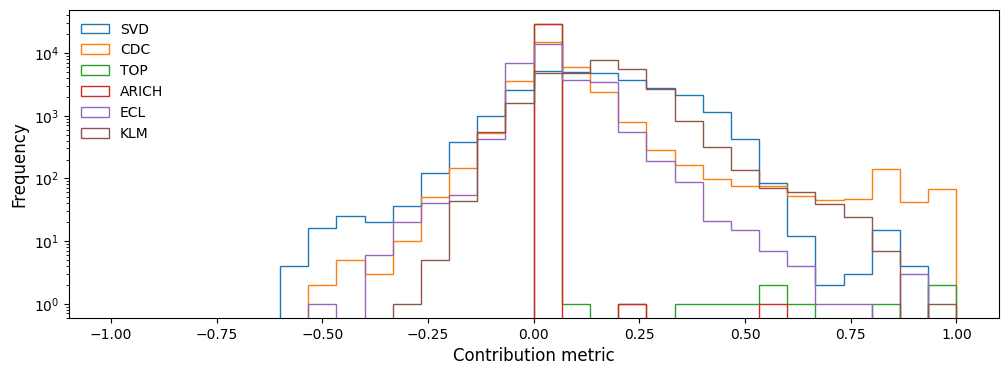 SVD
CDC
TOP
ARICH
ECL
KLM
Frequency
10⁴
10³
10²
10¹
10⁰
−1.00 −0.75 −0.50 −0.25 0.00 0.25 0.50 0.75 1.00
Contribution metric